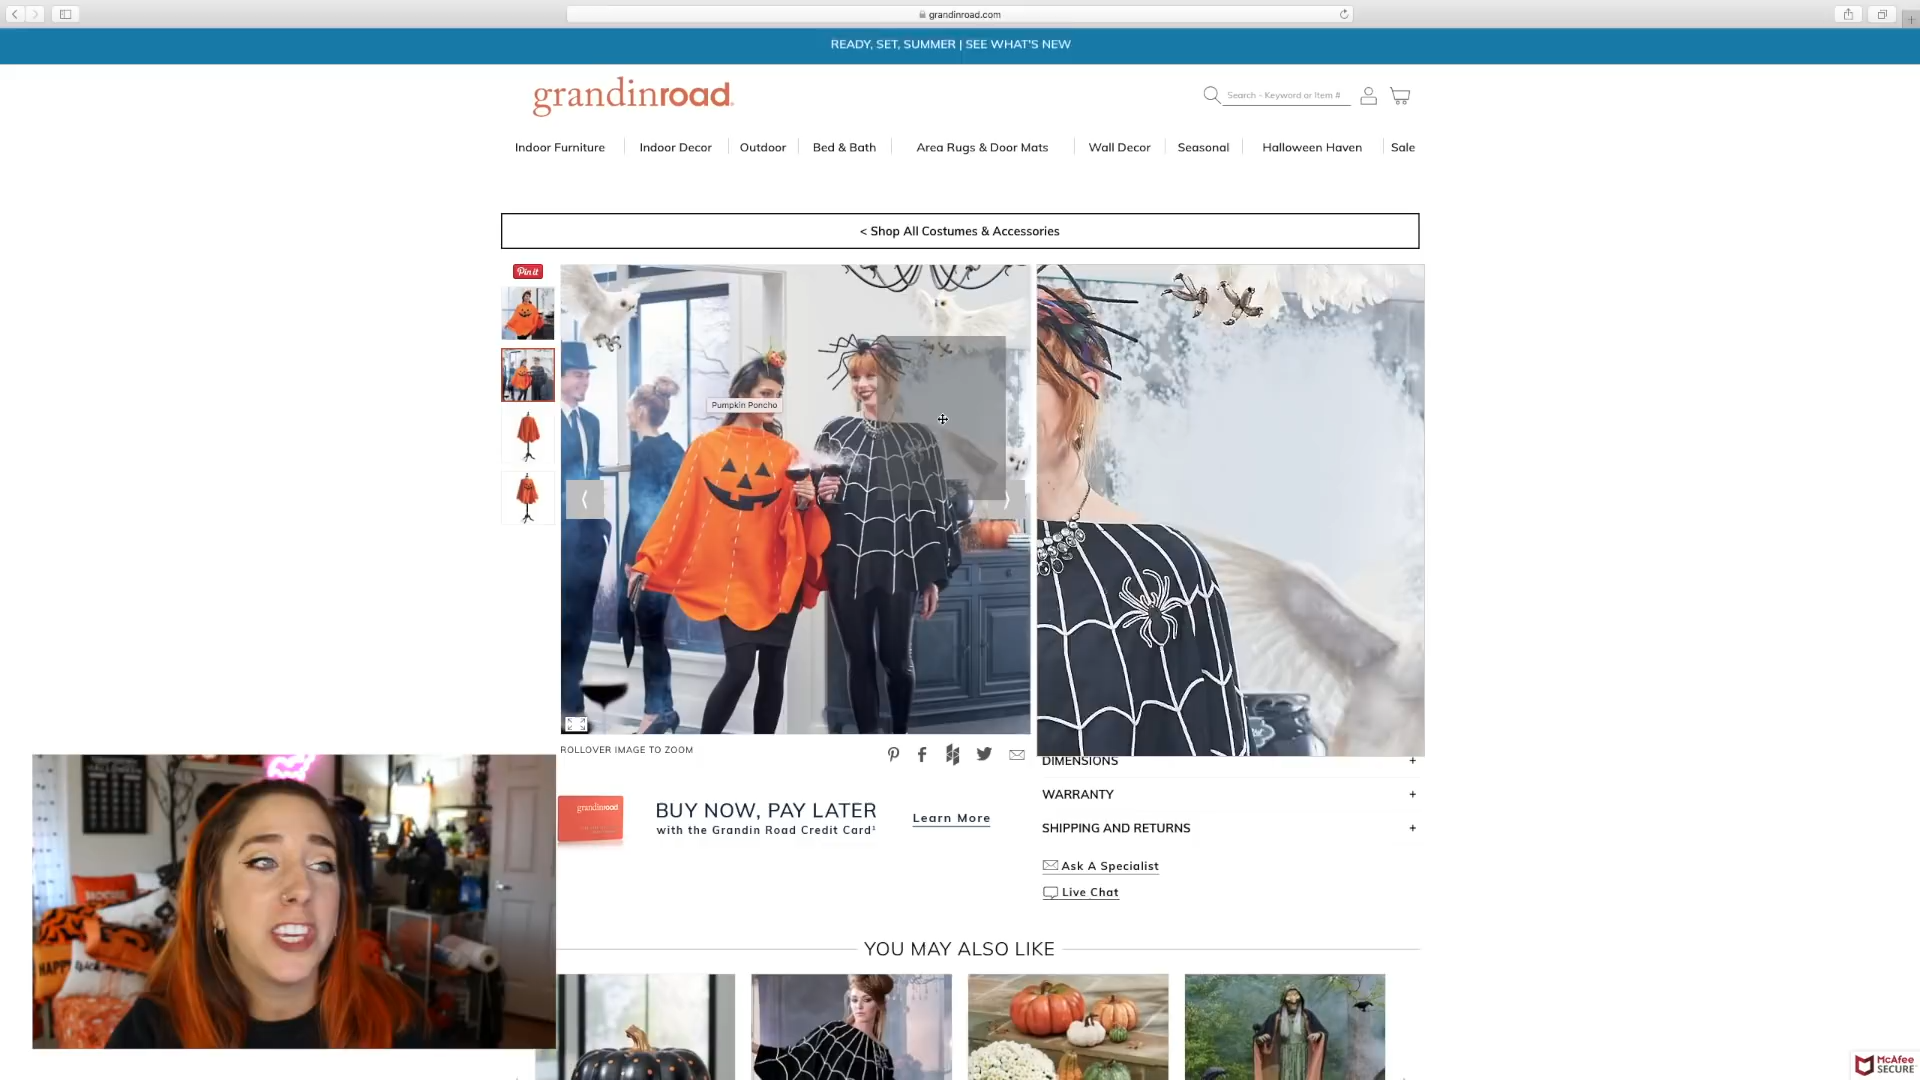 grandinroad.com
READY, SET, SUMMER | SEE WHAT'S NEW
grandinroad
Search - Keyword or Item #
Indoor Furniture
Indoor Decor
Outdoor
Bed & Bath
Area Rugs & Door Mats
Wall Decor
Seasonal
Halloween Haven
Sale
< Shop All Costumes & Accessories
Pin it
Pumpkin Poncho
ROLLOVER IMAGE TO ZOOM
DIMENSIONS +
WARRANTY +
SHIPPING AND RETURNS +
grandinroad
BUY NOW, PAY LATER
with the Grandin Road Credit Card¹
Learn More
Ask A Specialist
Live Chat
YOU MAY ALSO LIKE
HAPPY
McAfee
SECURE